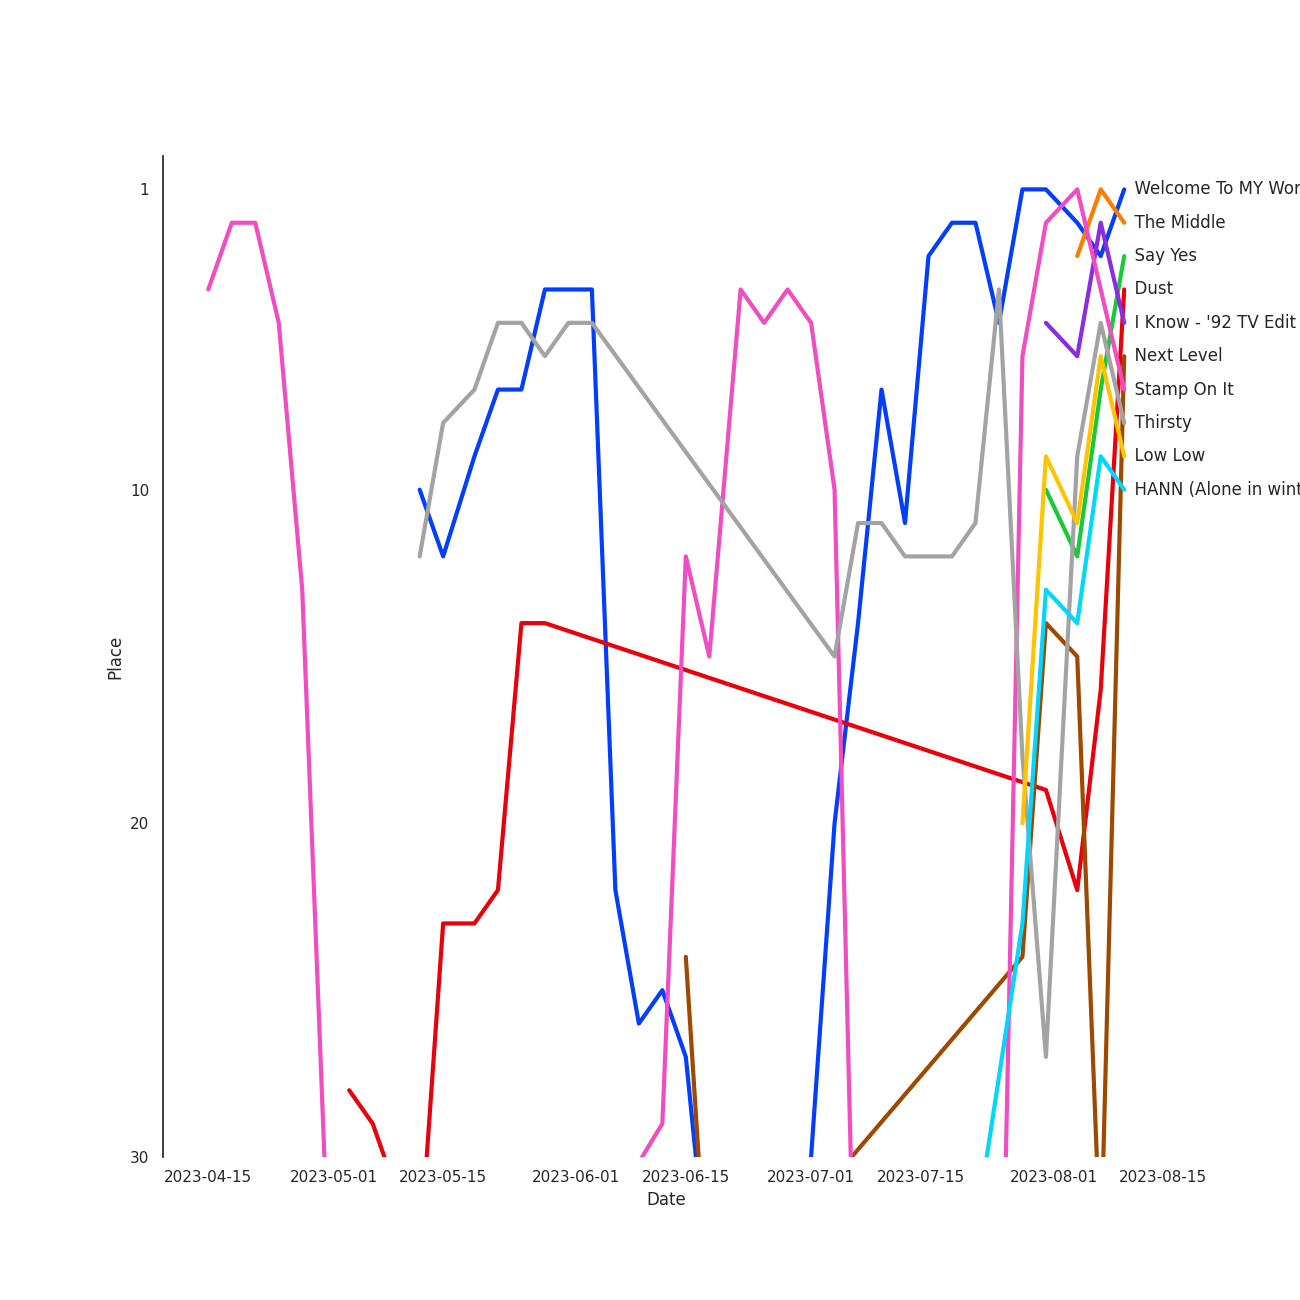 1
10
20
30
Place
Welcome To MY Wor
The Middle
Say Yes
Dust
I Know - '92 TV Edit
Next Level
Stamp On It
Thirsty
Low Low
HANN (Alone in wint
2023-04-15 2023-05-01 2023-05-15 2023-06-01 2023-06-15 2023-07-01 2023-07-15 2023-08-01 2023-08-15
Date